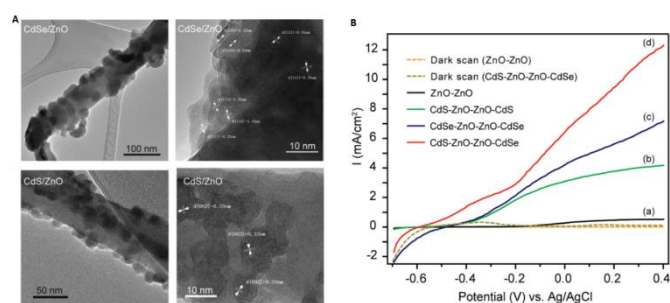 A
CdSe/ZnO
100 nm
10 nm
CdS/ZnO
50 nm
CdS/ZnO
10 nm
B
I (mA/cm²)
12
10
8
6
4
2
0
-2
Dark scan (ZnO-ZnO)
Dark scan (CdS-ZnO-ZnO-CdSe)
ZnO-ZnO
CdS-ZnO-ZnO-CdS
CdSe-ZnO-ZnO-CdSe
CdS-ZnO-ZnO-CdSe
(d)
(c)
(b)
(a)
-0.6
-0.4
-0.2
0.0
0.2
0.4
Potential (V) vs. Ag/AgCl